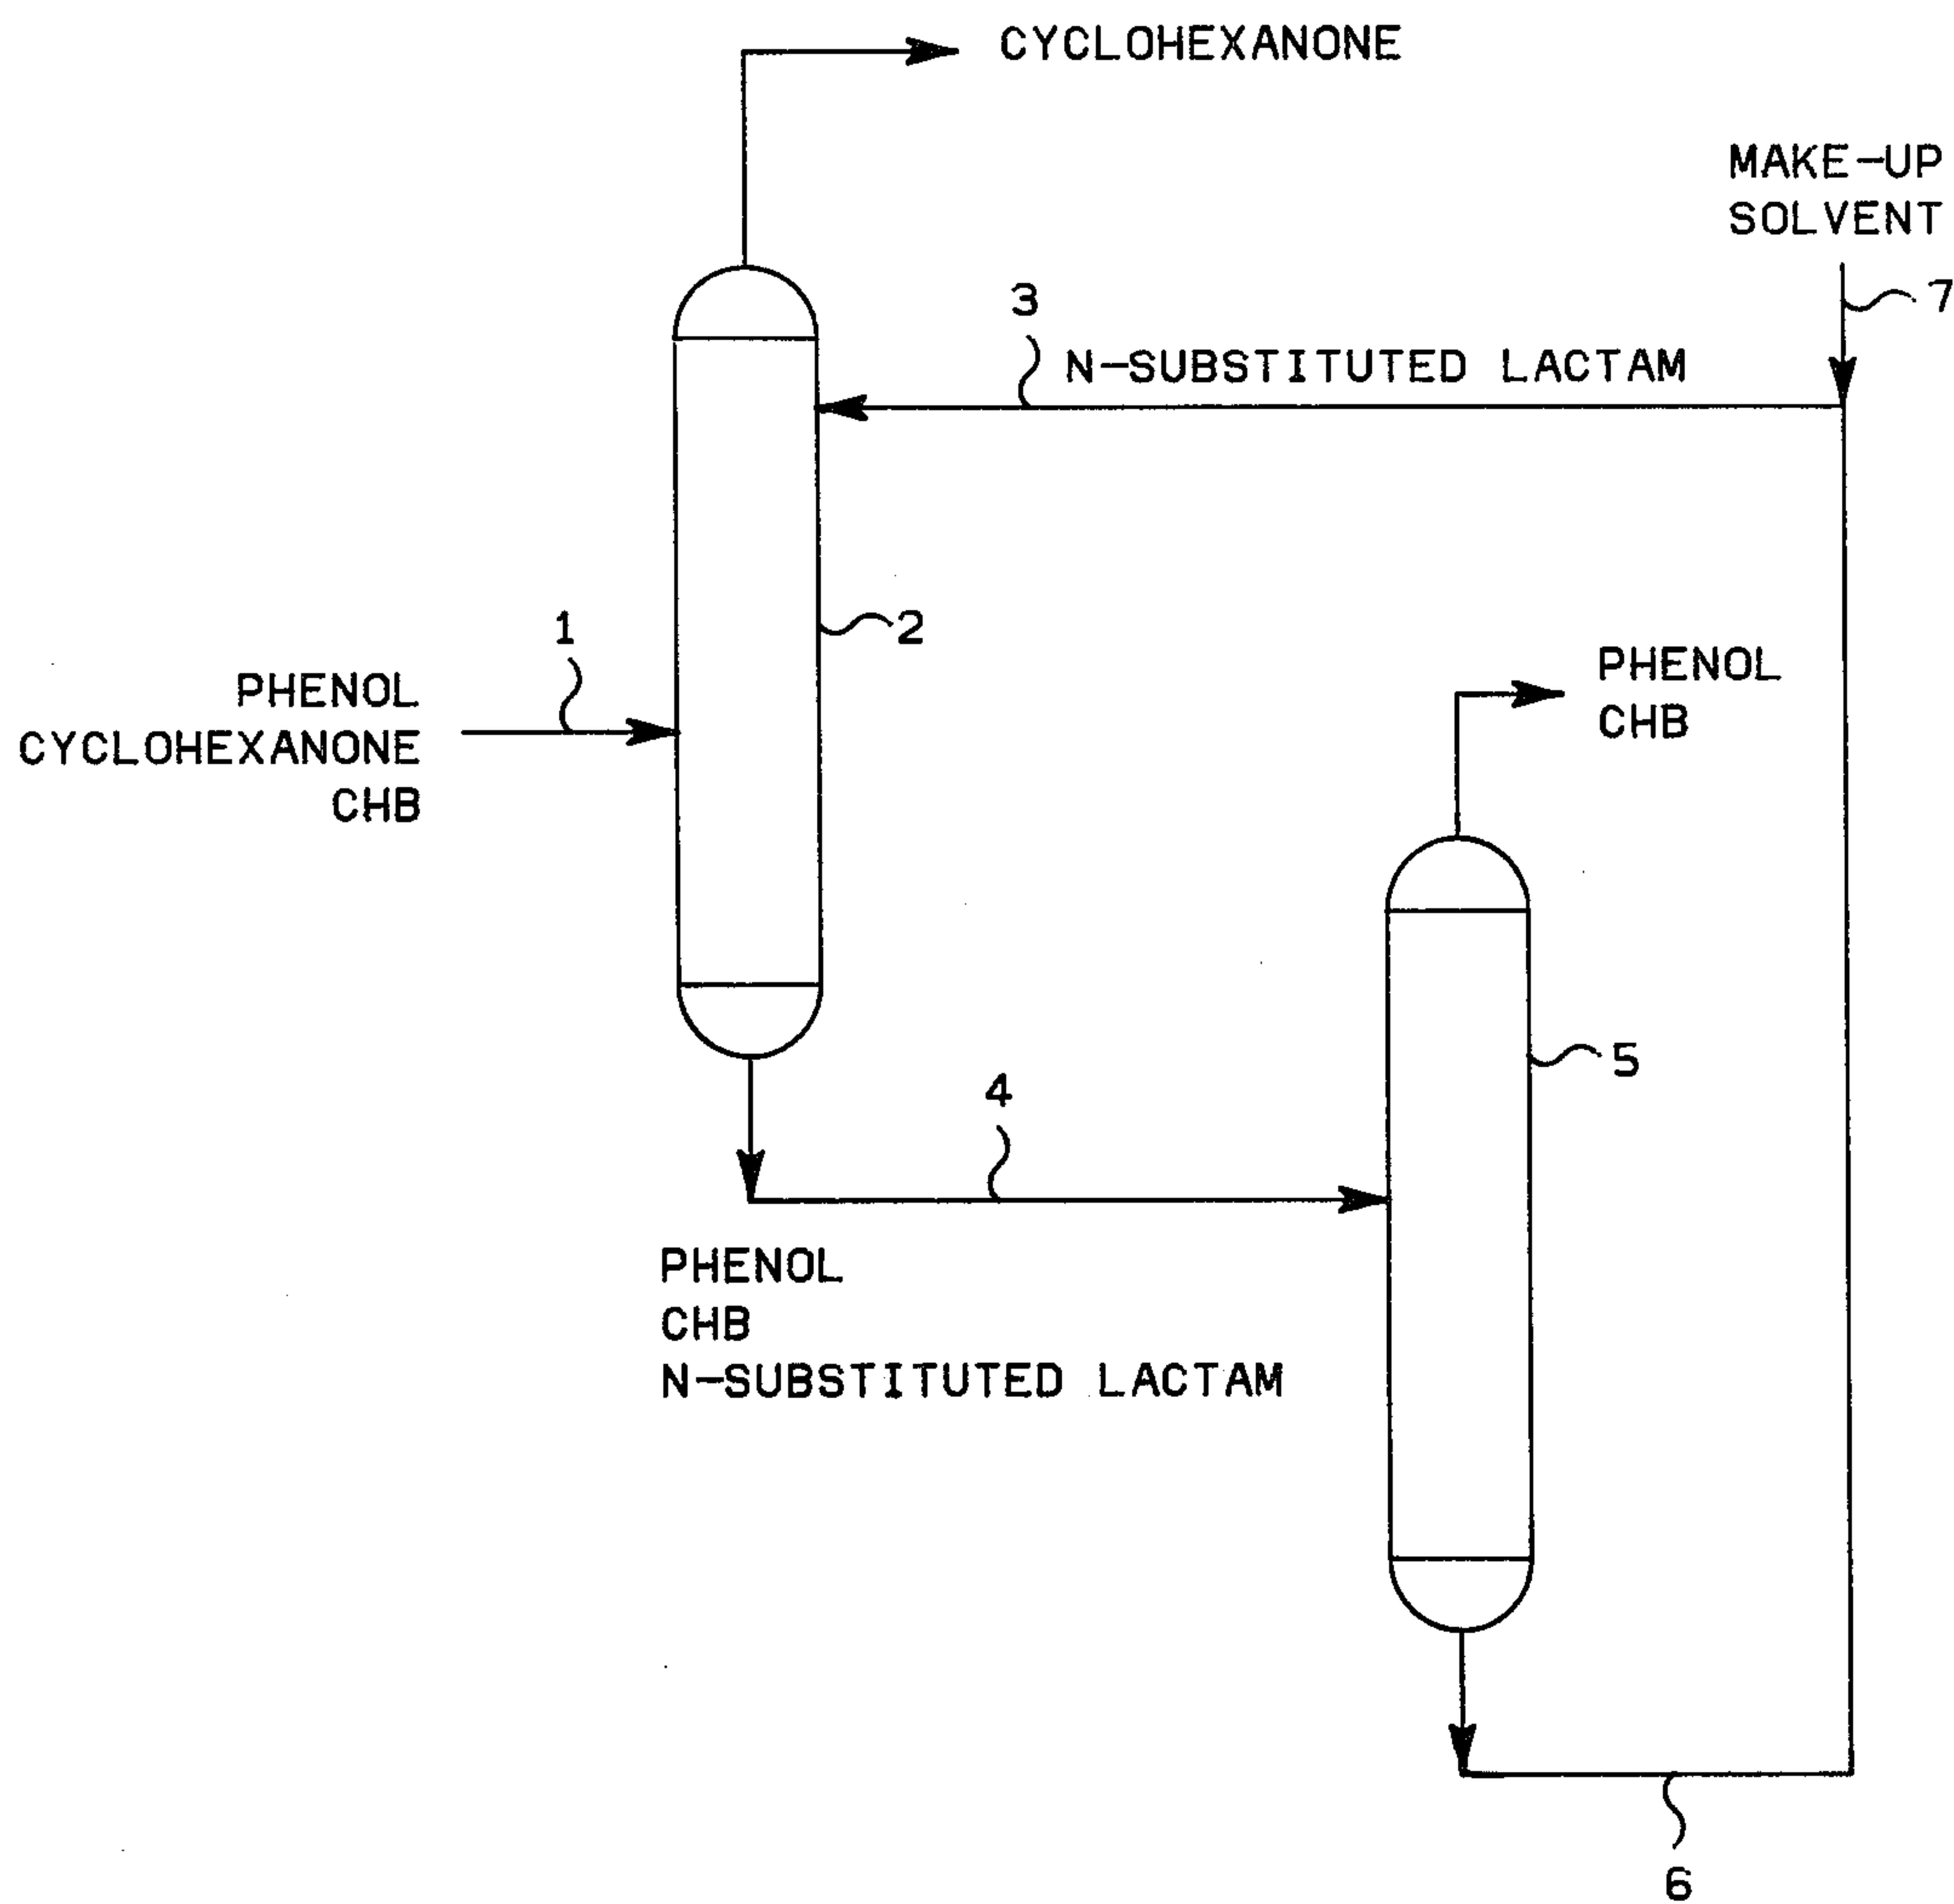 CYCLOHEXANONE
MAKE-UP
SOLVENT
7
3
N-SUBSTITUTED LACTAM
1
2
PHENOL
CYCLOHEXANONE
CHB
PHENOL
CHB
5
4
PHENOL
CHB
N-SUBSTITUTED LACTAM
6